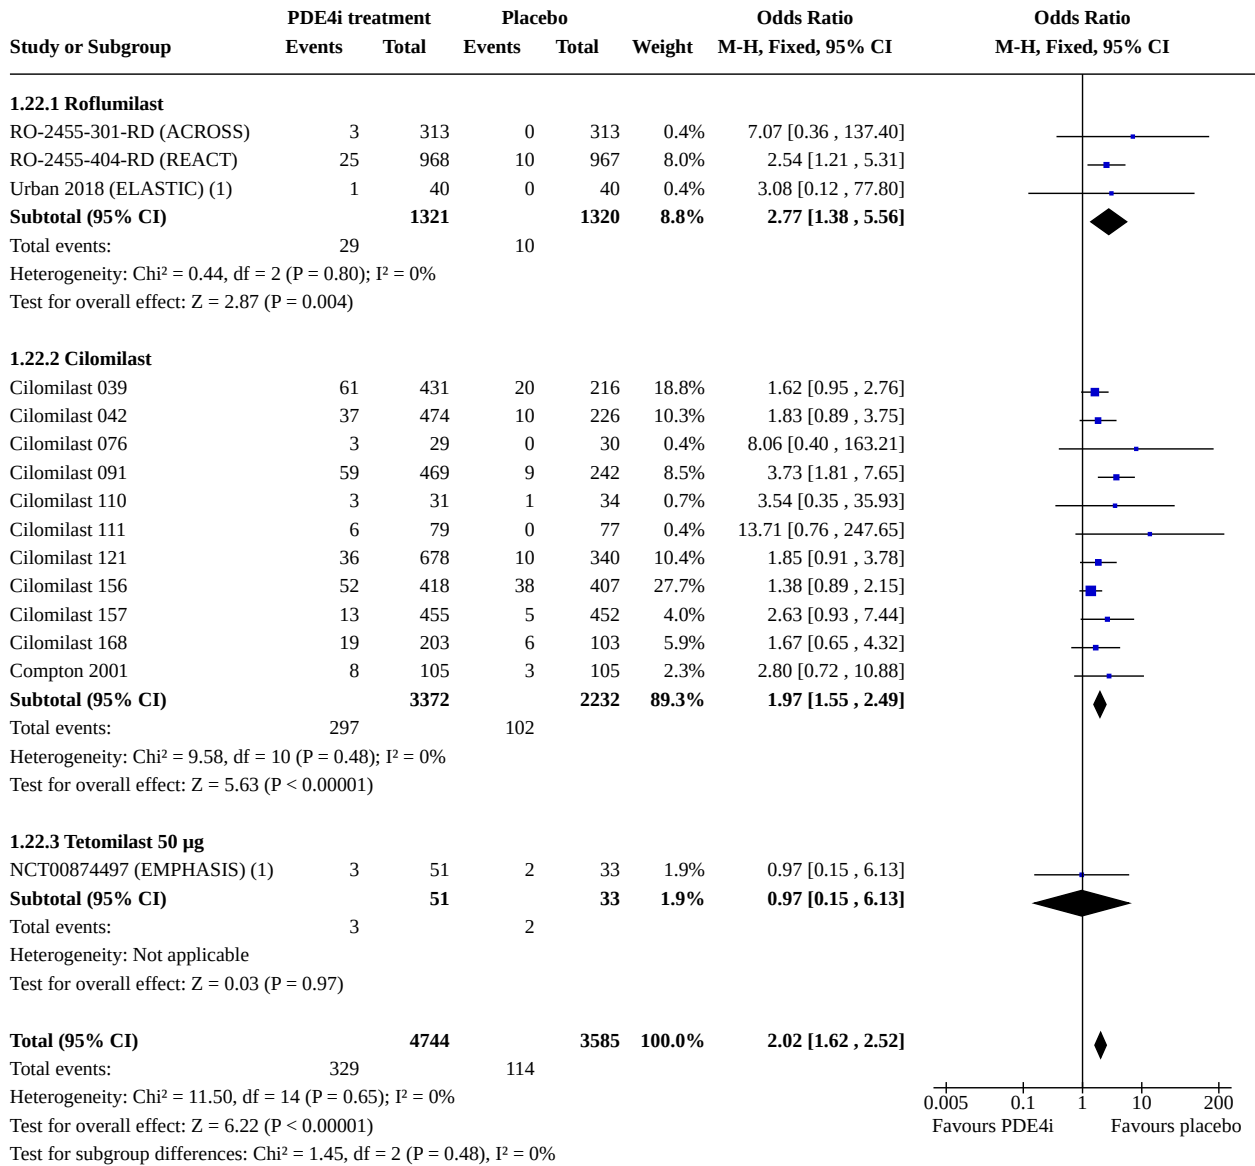 PDE4i treatment Placebo Odds Ratio Odds Ratio
Study or Subgroup Events Total Events Total Weight M-H, Fixed, 95% CI M-H, Fixed, 95% CI
1.22.1 Roflumilast
RO-2455-301-RD (ACROSS) 3 313 0 313 0.4% 7.07 [0.36 , 137.40]
RO-2455-404-RD (REACT) 25 968 10 967 8.0% 2.54 [1.21 , 5.31]
Urban 2018 (ELASTIC) (1) 1 40 0 40 0.4% 3.08 [0.12 , 77.80]
Subtotal (95% CI) 1321 1320 8.8% 2.77 [1.38 , 5.56]
Total events: 29 10
Heterogeneity: Chi² = 0.44, df = 2 (P = 0.80); I² = 0%
Test for overall effect: Z = 2.87 (P = 0.004)
1.22.2 Cilomilast
Cilomilast 039 61 431 20 216 18.8% 1.62 [0.95 , 2.76]
Cilomilast 042 37 474 10 226 10.3% 1.83 [0.89 , 3.75]
Cilomilast 076 3 29 0 30 0.4% 8.06 [0.40 , 163.21]
Cilomilast 091 59 469 9 242 8.5% 3.73 [1.81 , 7.65]
Cilomilast 110 3 31 1 34 0.7% 3.54 [0.35 , 35.93]
Cilomilast 111 6 79 0 77 0.4% 13.71 [0.76 , 247.65]
Cilomilast 121 36 678 10 340 10.4% 1.85 [0.91 , 3.78]
Cilomilast 156 52 418 38 407 27.7% 1.38 [0.89 , 2.15]
Cilomilast 157 13 455 5 452 4.0% 2.63 [0.93 , 7.44]
Cilomilast 168 19 203 6 103 5.9% 1.67 [0.65 , 4.32]
Compton 2001 8 105 3 105 2.3% 2.80 [0.72 , 10.88]
Subtotal (95% CI) 3372 2232 89.3% 1.97 [1.55 , 2.49]
Total events: 297 102
Heterogeneity: Chi² = 9.58, df = 10 (P = 0.48); I² = 0%
Test for overall effect: Z = 5.63 (P < 0.00001)
1.22.3 Tetomilast 50 µg
NCT00874497 (EMPHASIS) (1) 3 51 2 33 1.9% 0.97 [0.15 , 6.13]
Subtotal (95% CI) 51 33 1.9% 0.97 [0.15 , 6.13]
Total events: 3 2
Heterogeneity: Not applicable
Test for overall effect: Z = 0.03 (P = 0.97)
Total (95% CI) 4744 3585 100.0% 2.02 [1.62 , 2.52]
Total events: 329 114
Heterogeneity: Chi² = 11.50, df = 14 (P = 0.65); I² = 0%
Test for overall effect: Z = 6.22 (P < 0.00001)
Test for subgroup differences: Chi² = 1.45, df = 2 (P = 0.48), I² = 0%
0.005 0.1 1 10 200
Favours PDE4i Favours placebo